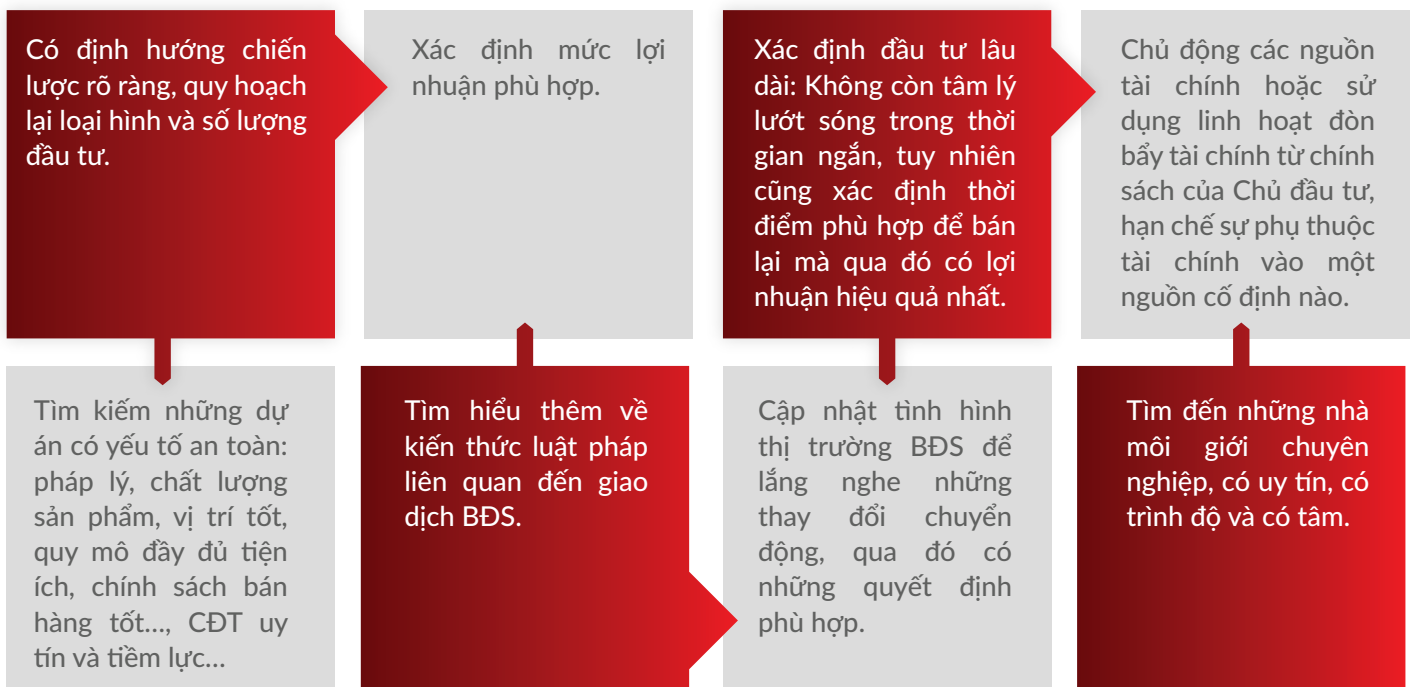 Có định hướng chiến
lược rõ ràng, quy hoạch
lại loại hình và số lượng
đầu tư.
Xác định mức lợi
nhuận phù hợp.
Xác định đầu tư lâu
dài: Không còn tâm lý
lướt sóng trong thời
gian ngắn, tuy nhiên
cũng xác định thời
điểm phù hợp để bán
lại mà qua đó có lợi
nhuận hiệu quả nhất.
Chủ động các nguồn
tài chính hoặc sử
dụng linh hoạt đòn
bẩy tài chính từ chính
sách của Chủ đầu tư,
hạn chế sự phụ thuộc
tài chính vào một
nguồn cố định nào.
Tìm kiếm những dự
án có yếu tố an toàn:
pháp lý, chất lượng
sản phẩm, vị trí tốt,
quy mô đầy đủ tiện
ích, chính sách bán
hàng tốt..., CĐT uy
tín và tiềm lực...
Tìm hiểu thêm về
kiến thức luật pháp
liên quan đến giao
dịch BĐS.
Cập nhật tình hình
thị trường BĐS để
lắng nghe những
thay đổi chuyển
động, qua đó có
những quyết định
phù hợp.
Tìm đến những nhà
môi giới chuyên
nghiệp, có uy tín, có
trình độ và có tâm.